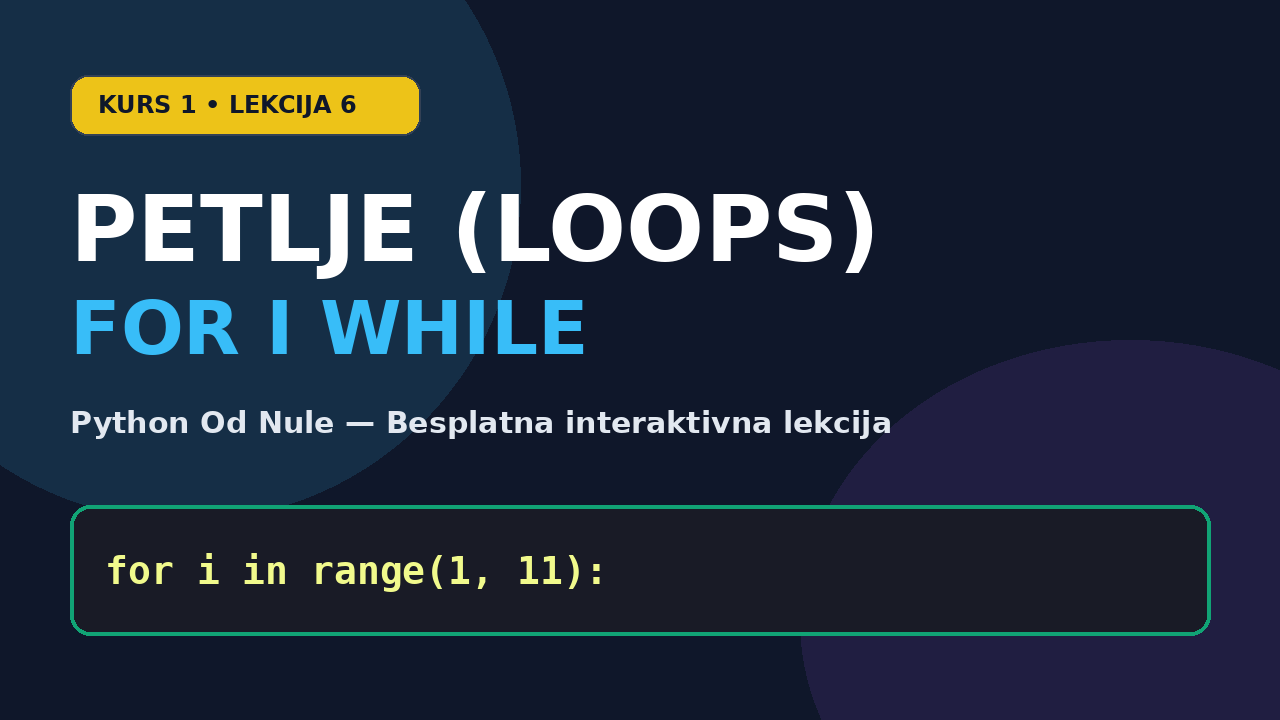 KURS 1 • LEKCIJA 6
PETLJE (LOOPS)
FOR I WHILE
Python Od Nule — Besplatna interaktivna lekcija
for i in range(1, 11):